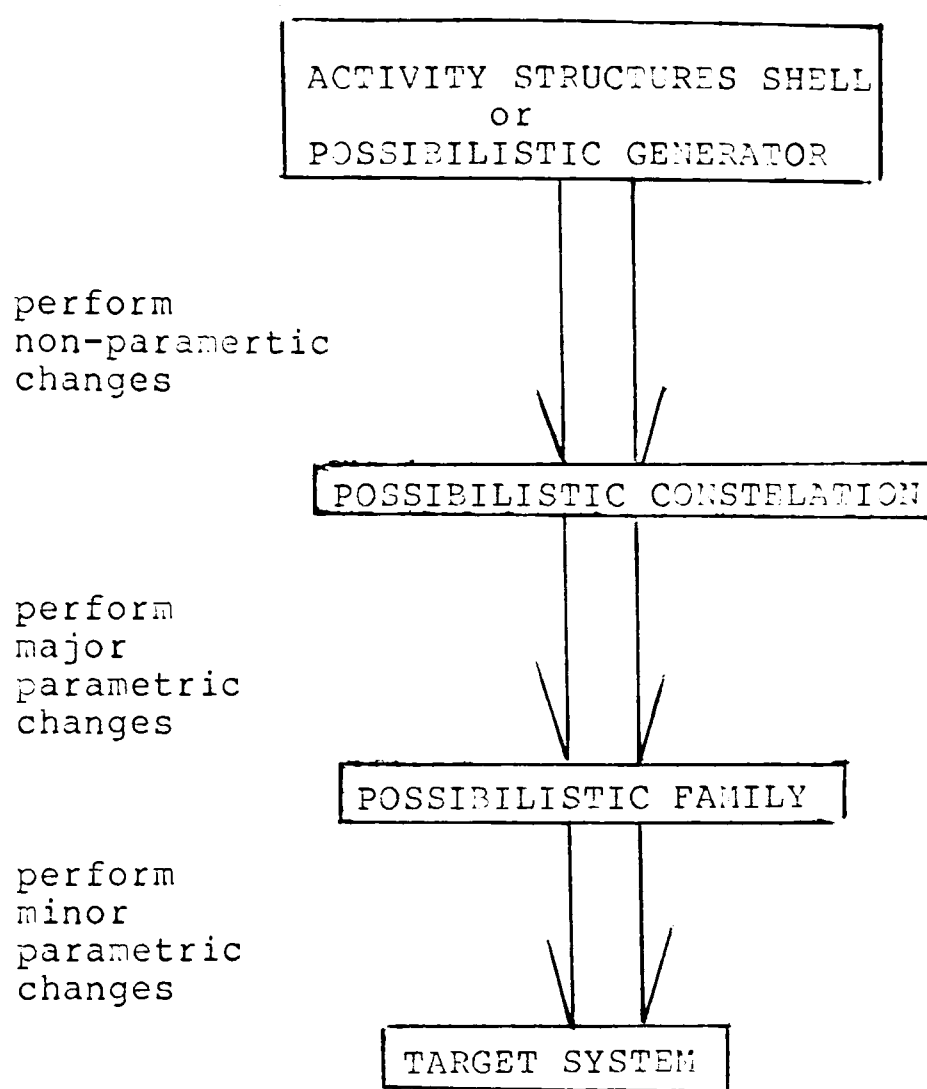 ACTIVITY STRUCTURES SHELL
or
POSSIBILISTIC GENERATOR
perform
non-paramertic
changes
POSSIBILISTIC CONSTELATION
perform
major
parametric
changes
POSSIBILISTIC FAMILY
perform
minor
parametric
changes
TARGET SYSTEM